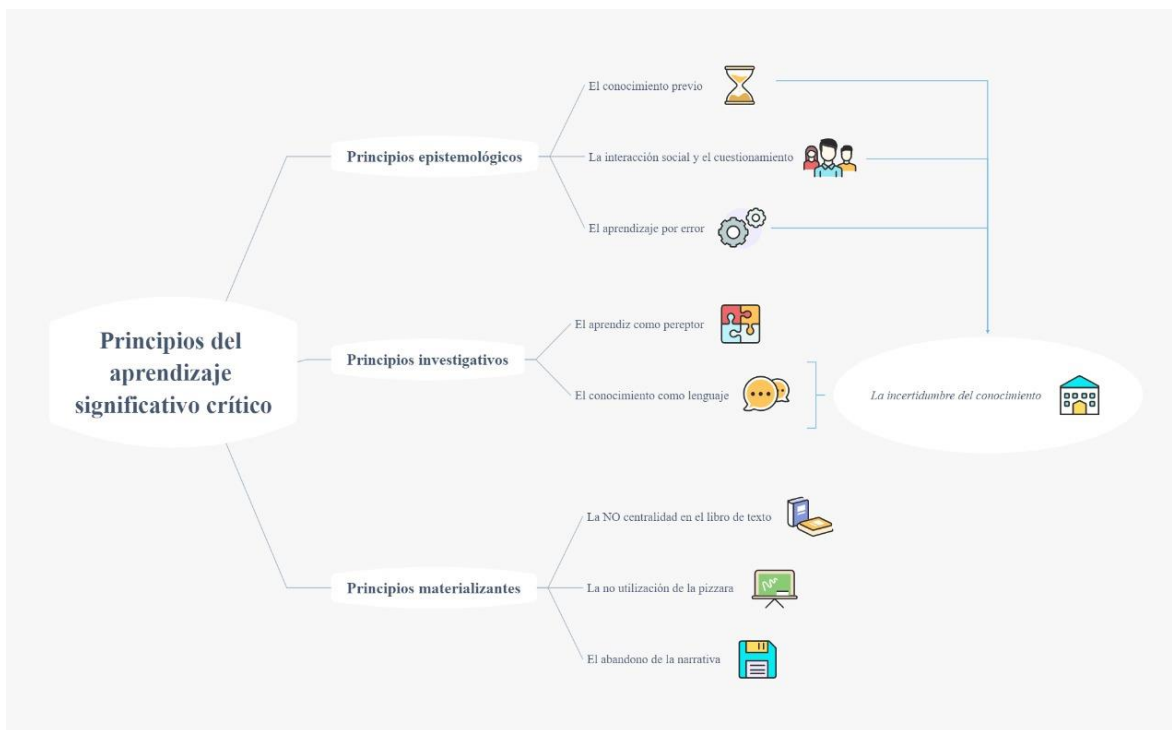 Principios del
aprendizaje
significativo crítico
Principios epistemológicos
El conocimiento previo
La interacción social y el cuestionamiento
El aprendizaje por error
Principios investigativos
El aprendiz como pereptor
El conocimiento como lenguaje
La incertidumbre del conocimiento
Principios materializantes
La NO centralidad en el libro de texto
La no utilización de la pizzara
El abandono de la narrativa